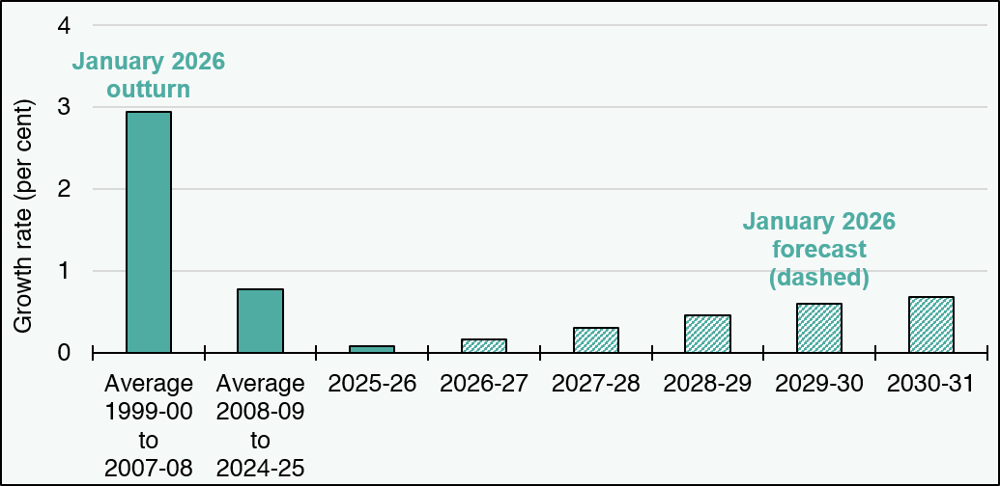 4
January 2026
outturn
3
2
January 2026
forecast
(dashed)
1
0
Growth rate (per cent)
Average
1999-00
to
2007-08
Average
2008-09
to
2024-25
2025-26
2026-27
2027-28
2028-29
2029-30
2030-31